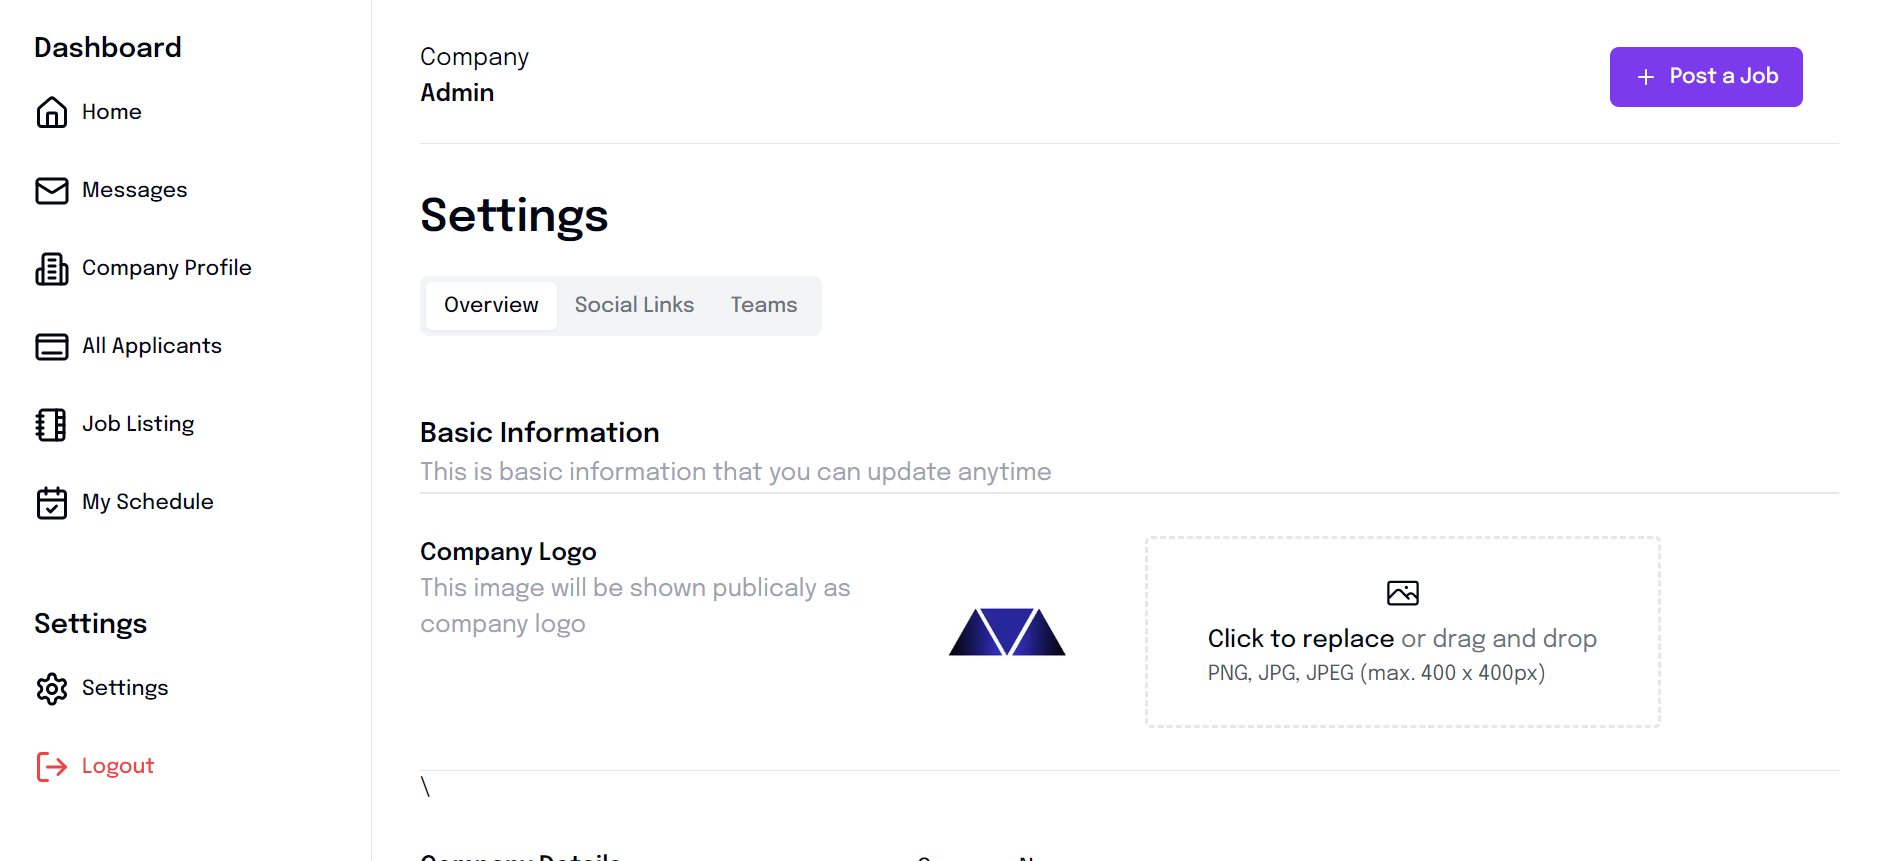 Dashboard
Home
Messages
Company Profile
All Applicants
Job Listing
My Schedule
Settings
Settings
Logout
Company
Admin
+ Post a Job
Settings
Overview Social Links Teams
Basic Information
This is basic information that you can update anytime
Company Logo
This image will be shown publicaly as
company logo
Click to replace or drag and drop
PNG, JPG, JPEG (max. 400 x 400px)
\
Company Details